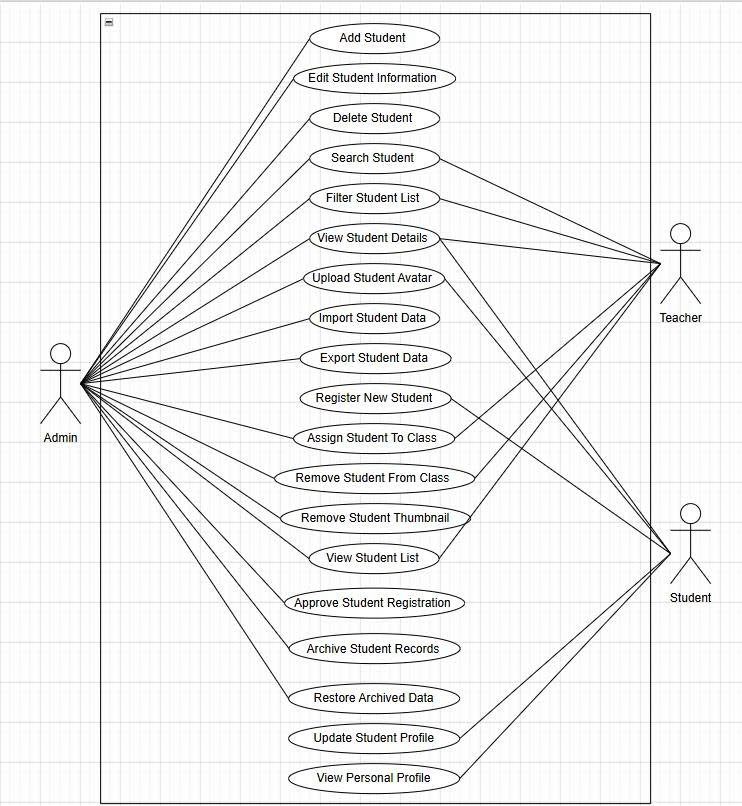 Add Student
Edit Student Information
Delete Student
Search Student
Filter Student List
View Student Details
Upload Student Avatar
Import Student Data
Export Student Data
Register New Student
Assign Student To Class
Remove Student From Class
Remove Student Thumbnail
View Student List
Approve Student Registration
Archive Student Records
Restore Archived Data
Update Student Profile
View Personal Profile
Admin
Teacher
Student